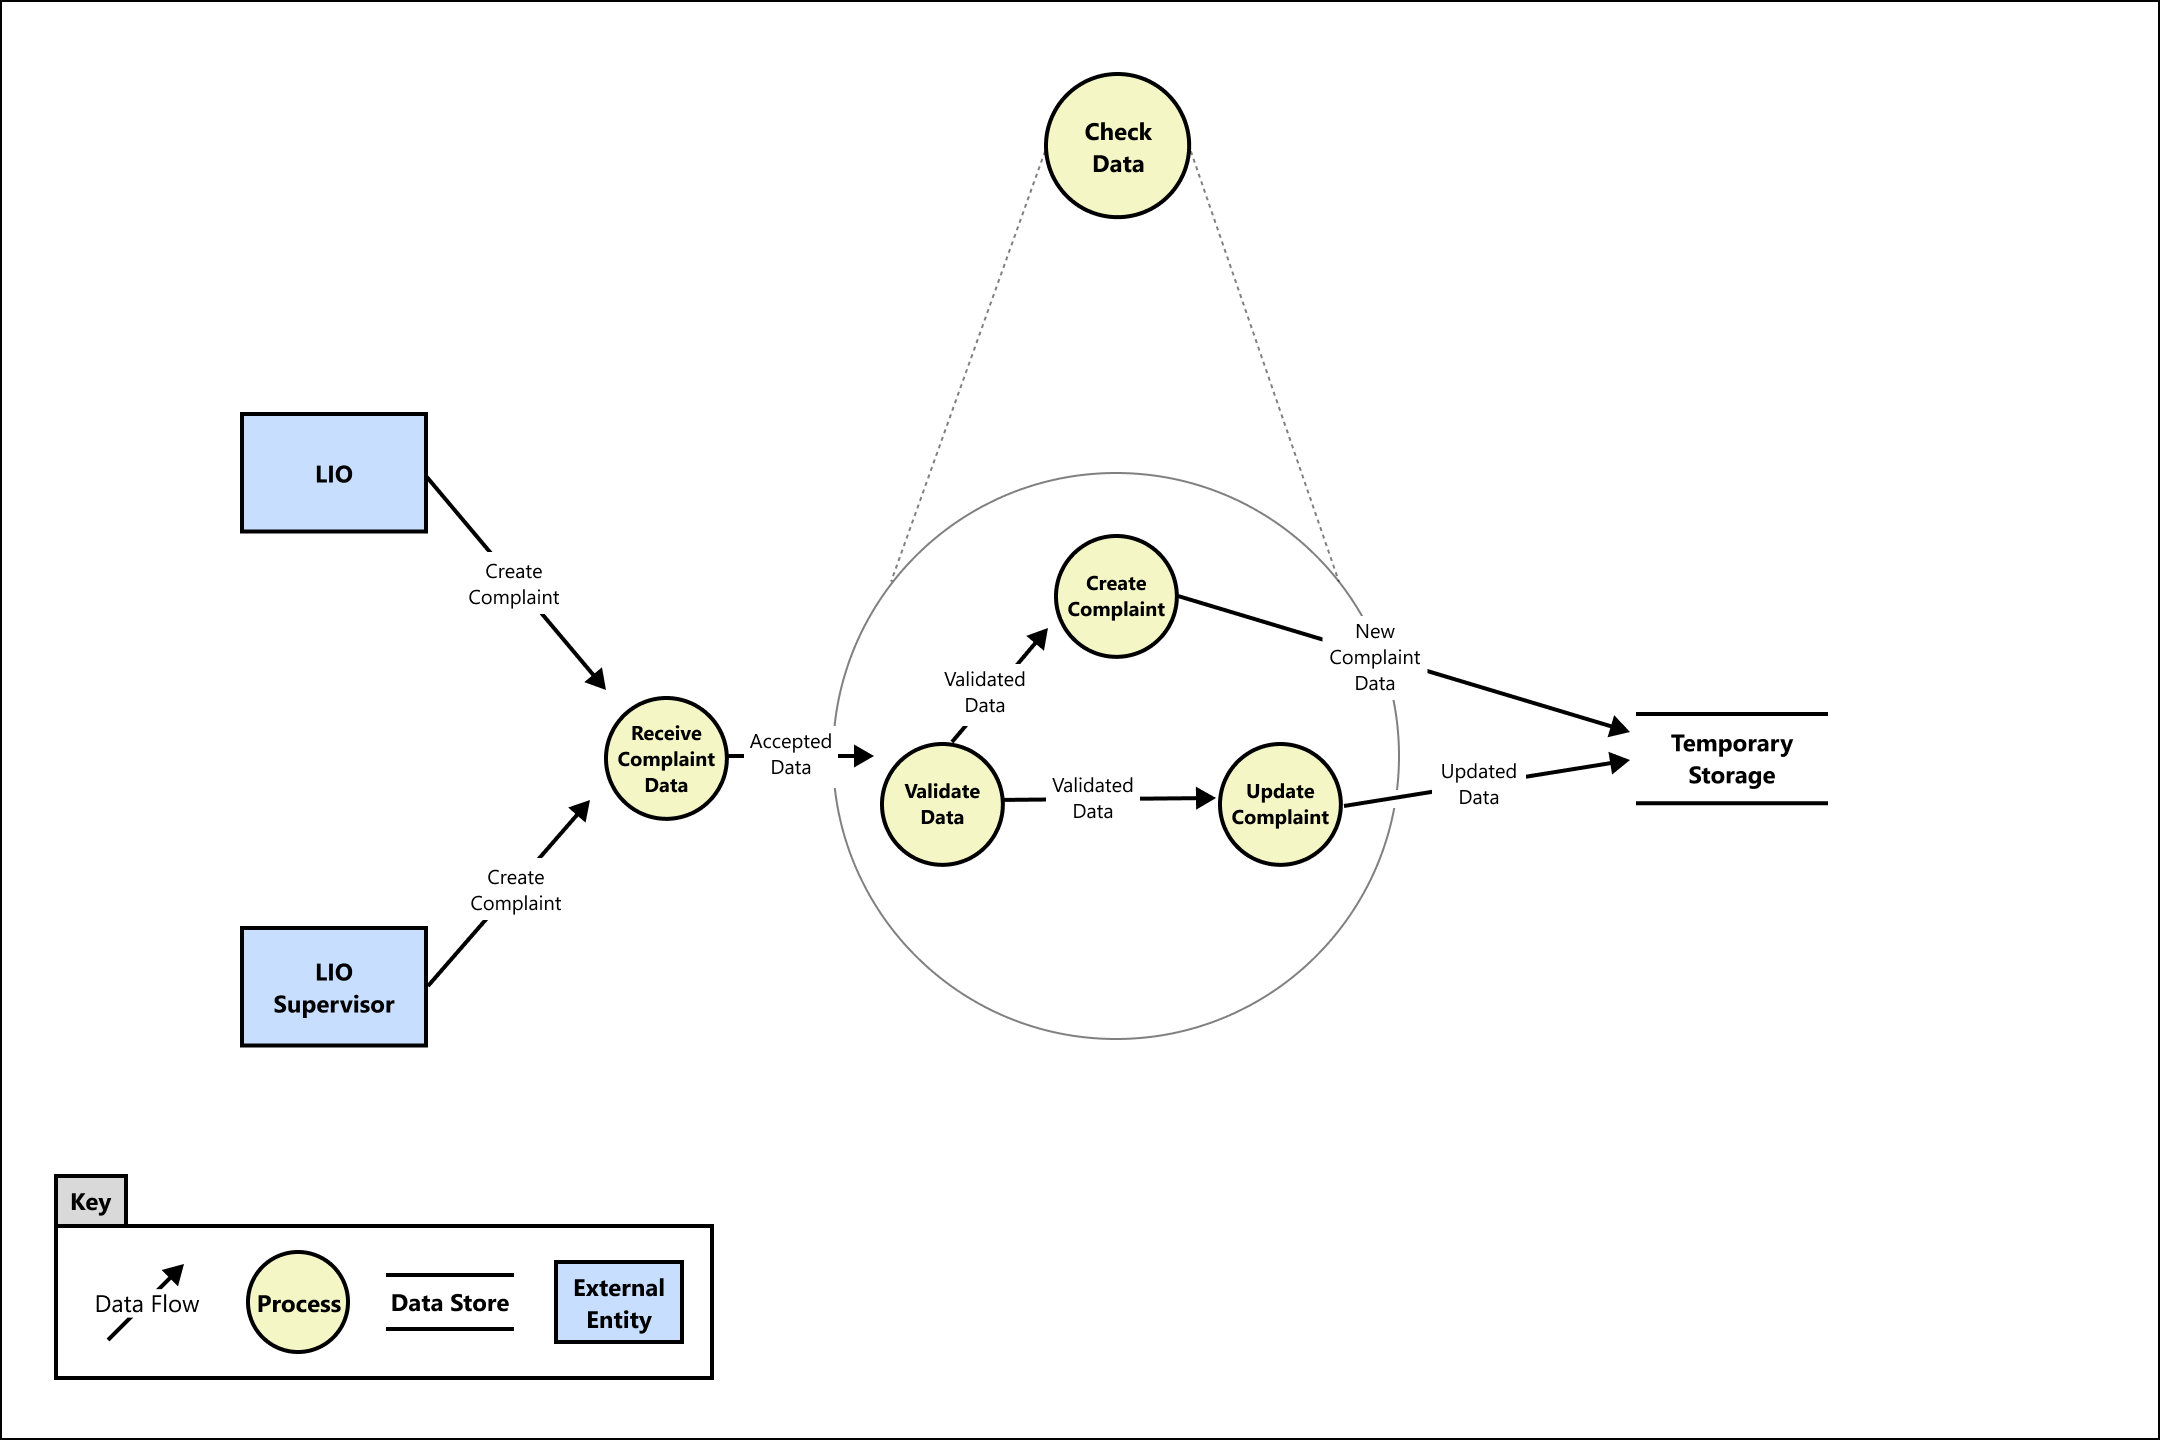 Check
Data
LIO
Create
Complaint
Create
Complaint
New
Complaint
Data
Validated
Data
Receive
Complaint
Data
Accepted
Data
Validate
Data
Validated
Data
Update
Complaint
Updated
Data
Temporary
Storage
Create
Complaint
LIO
Supervisor
Key
Data Flow
Process
Data Store
External
Entity